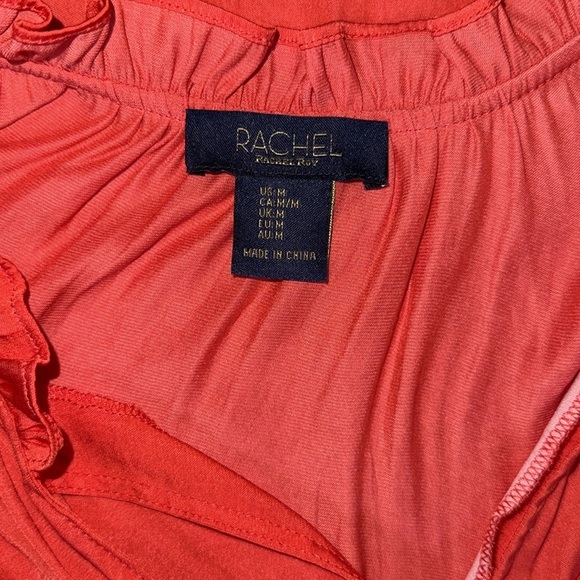 RACHEL
RACHEL ROY
US:M
CA:M/M
UK:M
EU:M
AU:M
MADE IN CHINA